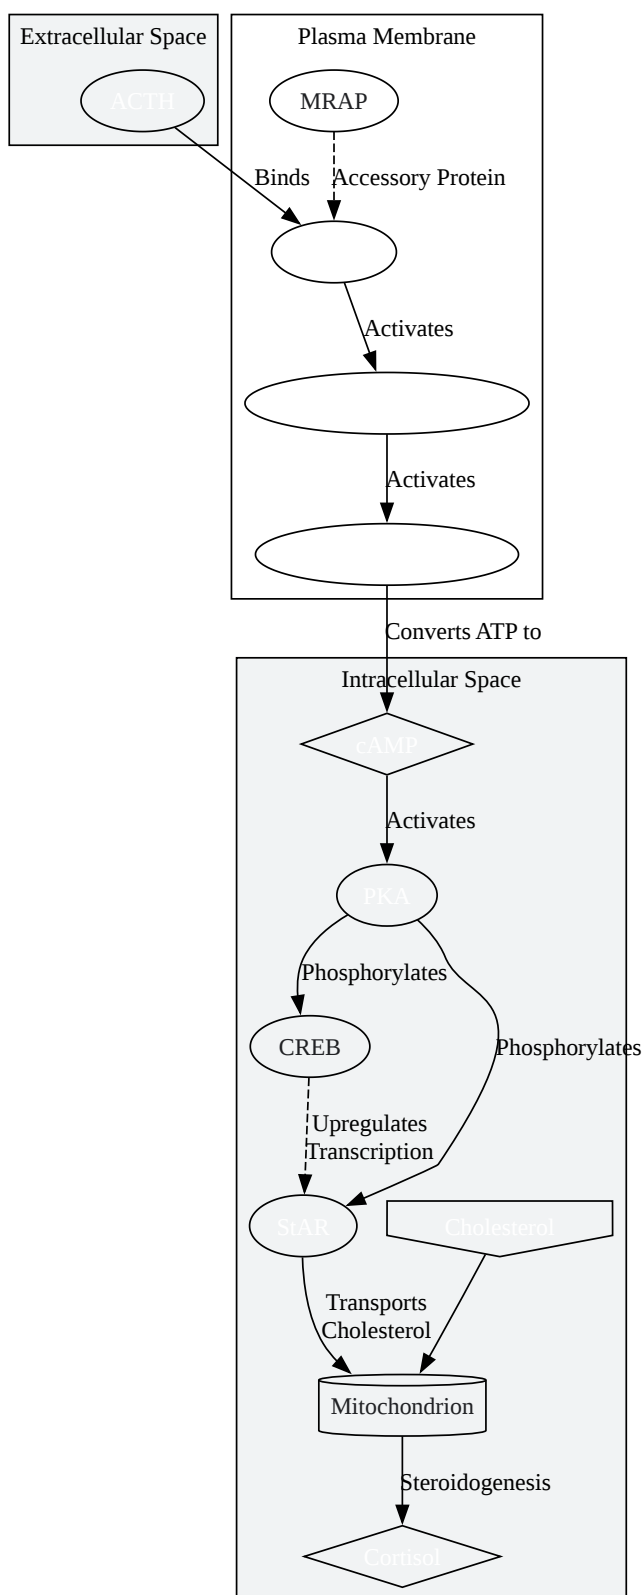 Extracellular Space
Plasma Membrane
ACTH
MRAP
Binds
Accessory Protein
Activates
Activates
Converts ATP to
Intracellular Space
cAMP
Activates
PKA
Phosphorylates
CREB
Phosphorylates
Upregulates
Transcription
StAR
Cholesterol
Transports
Cholesterol
Mitochondrion
Steroidogenesis
Cortisol